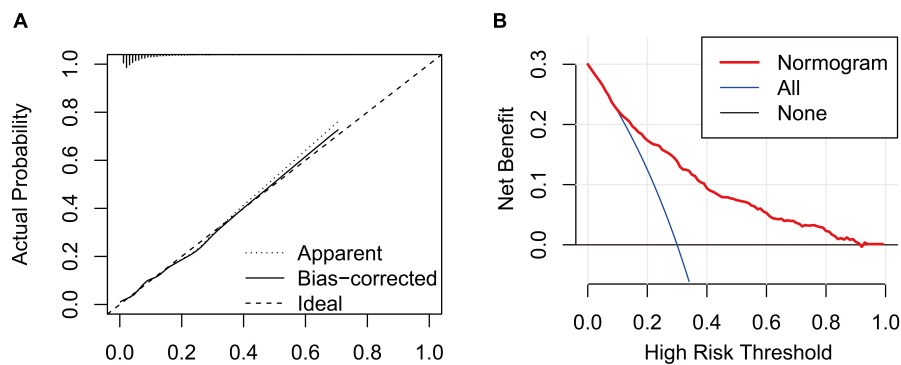 A
Actual Probability
1.0
0.8
0.6
0.4
0.2
0.0
Apparent
Bias−corrected
Ideal
0.0 0.2 0.4 0.6 0.8 1.0
B
Net Benefit
0.3
0.2
0.1
0.0
Normogram
All
None
0.0 0.2 0.4 0.6 0.8 1.0
High Risk Threshold